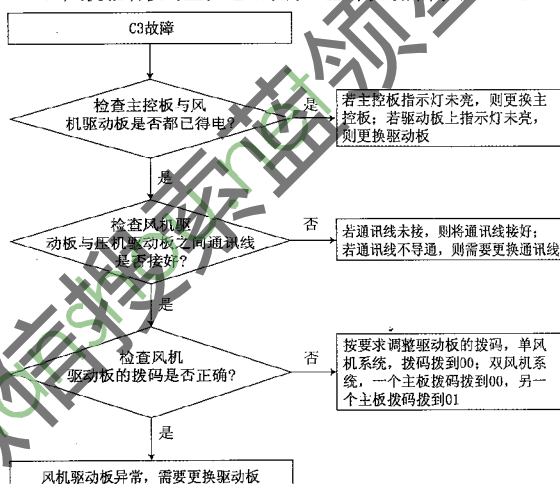 C3故障
检查主控板与风
机驱动板是否都已得电?
是
若主控板指示灯未亮,则更换主
控板;若驱动板上指示灯未亮,
则更换驱动板
是
检查风机驱
动板与压机驱动板之间通讯线
是否接好?
否
若通讯线未接,则将通讯线接好;
若通讯线不导通,则需要更换通讯线
是
检查风机
驱动板的拨码是否正确?
否
按要求调整驱动板的拨码,单风
机系统,拨码拨到00;双风机系
统,一个主板拨码拨到00,另一
个主板拨码拨到01
是
风机驱动板异常,需要更换驱动板